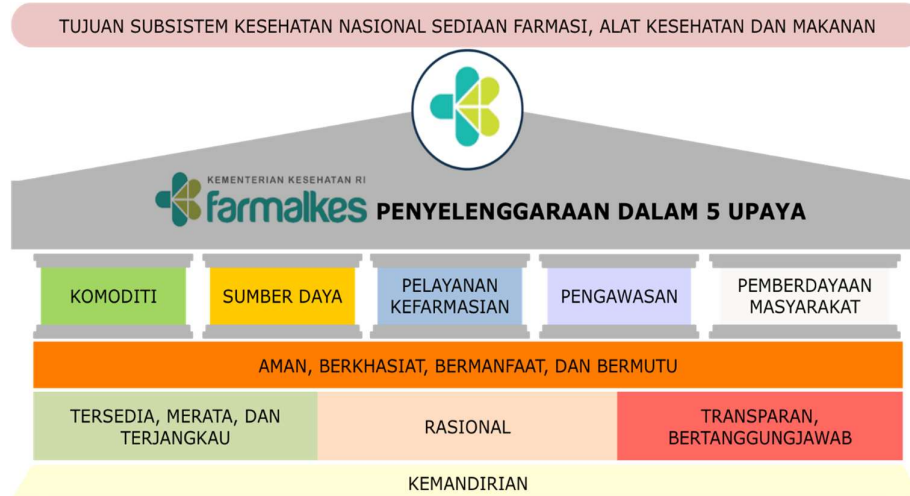 TUJUAN SUBSISTEM KESEHATAN NASIONAL SEDIAAN FARMASI, ALAT KESEHATAN DAN MAKANAN
KEMENTERIAN KESEHATAN RI
farmalkes PENYELENGGARAAN DALAM 5 UPAYA
KOMODITI
SUMBER DAYA
PELAYANAN
KEFARMASIAN
PENGAWASAN
PEMBERDAYAAN
MASYARAKAT
AMAN, BERKHASIAT, BERMANFAAT, DAN BERMUTU
TERSEDIA, MERATA, DAN
TERJANGKAU
RASIONAL
TRANSPARAN,
BERTANGGUNGJAWAB
KEMANDIRIAN